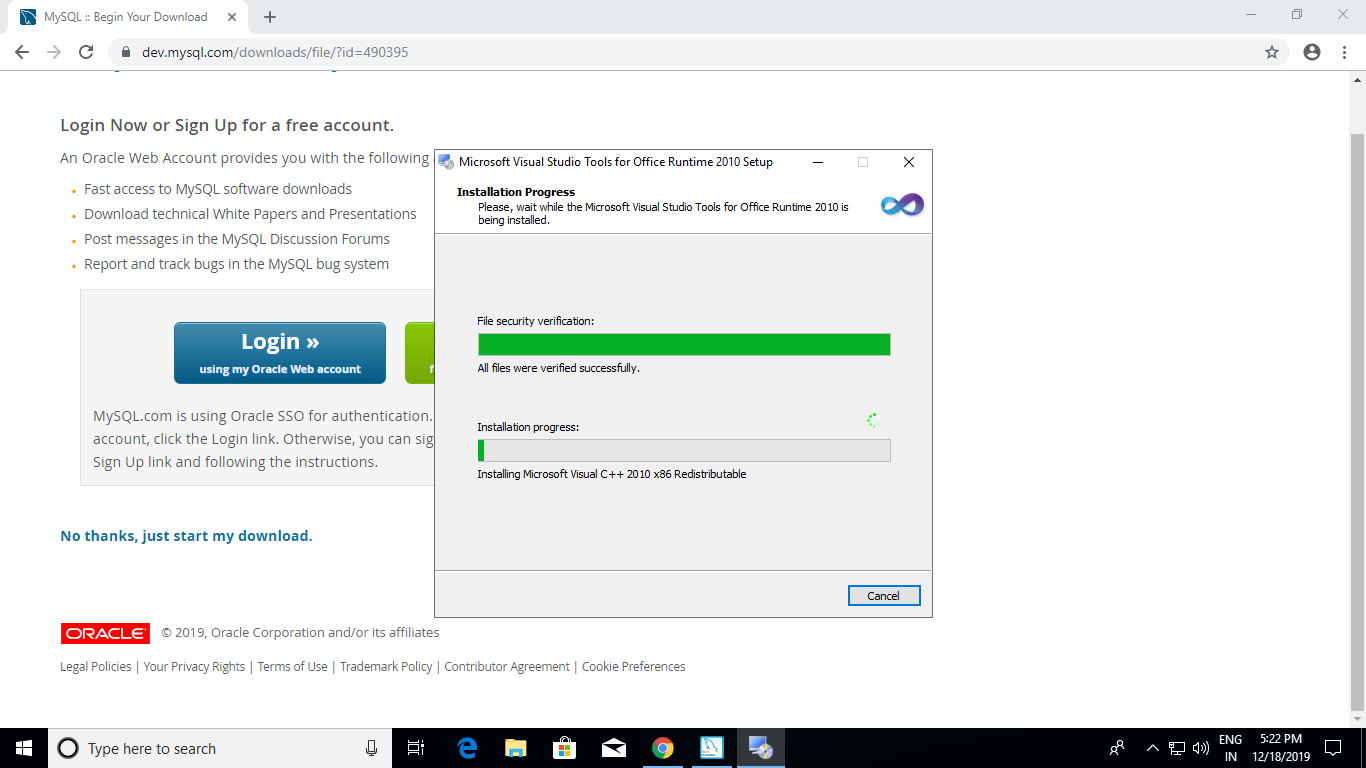 MySQL :: Begin Your Download
dev.mysql.com/downloads/file/?id=490395
Login Now or Sign Up for a free account.
An Oracle Web Account provides you with the following
Fast access to MySQL software downloads
Download technical White Papers and Presentations
Post messages in the MySQL Discussion Forums
Report and track bugs in the MySQL bug system
Login »
using my Oracle Web account
MySQL.com is using Oracle SSO for authentication.
account, click the Login link. Otherwise, you can sig
Sign Up link and following the instructions.
No thanks, just start my download.
ORACLE
© 2019, Oracle Corporation and/or its affiliates
Legal Policies | Your Privacy Rights | Terms of Use | Trademark Policy | Contributor Agreement | Cookie Preferences
Microsoft Visual Studio Tools for Office Runtime 2010 Setup
Installation Progress
Please, wait while the Microsoft Visual Studio Tools for Office Runtime 2010 is
being installed.
File security verification:
All files were verified successfully.
Installation progress:
Installing Microsoft Visual C++ 2010 x86 Redistributable
Cancel
Type here to search
ENG
IN
5:22 PM
12/18/2019